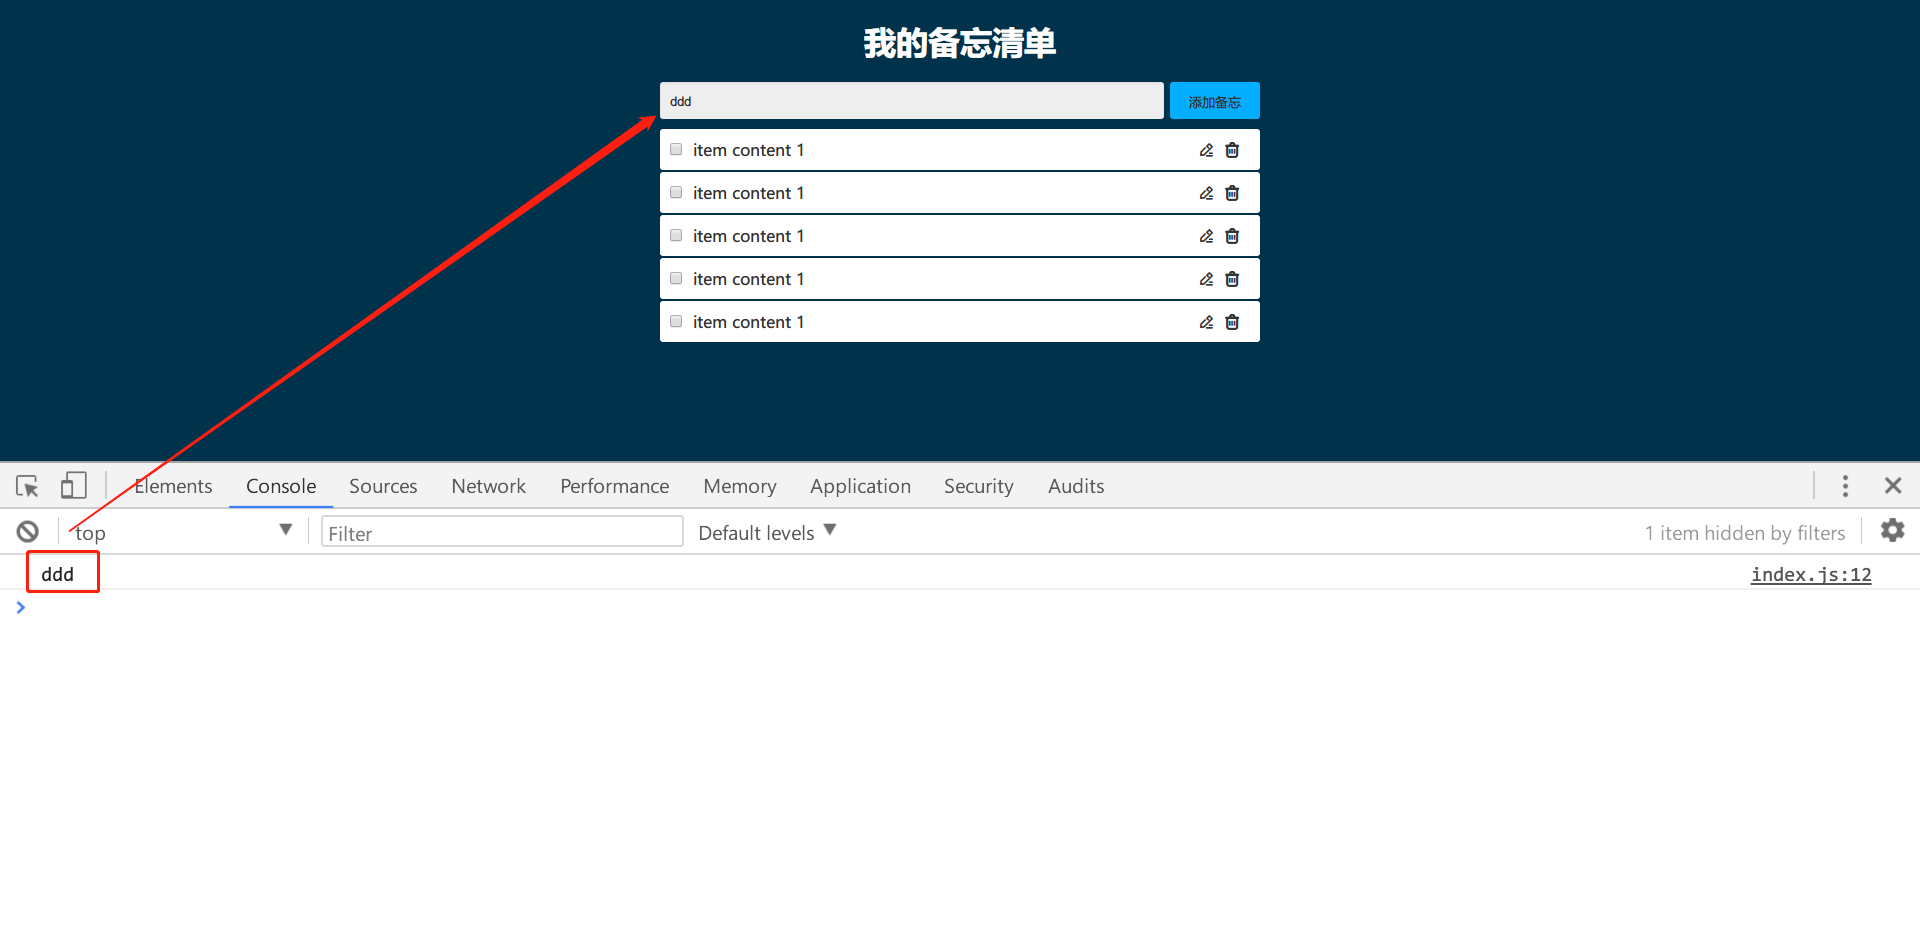 我的备忘清单
ddd 添加备忘
item content 1
item content 1
item content 1
item content 1
item content 1
Elements Console Sources Network Performance Memory Application Security Audits
top Filter Default levels 1 item hidden by filters
ddd index.js:12